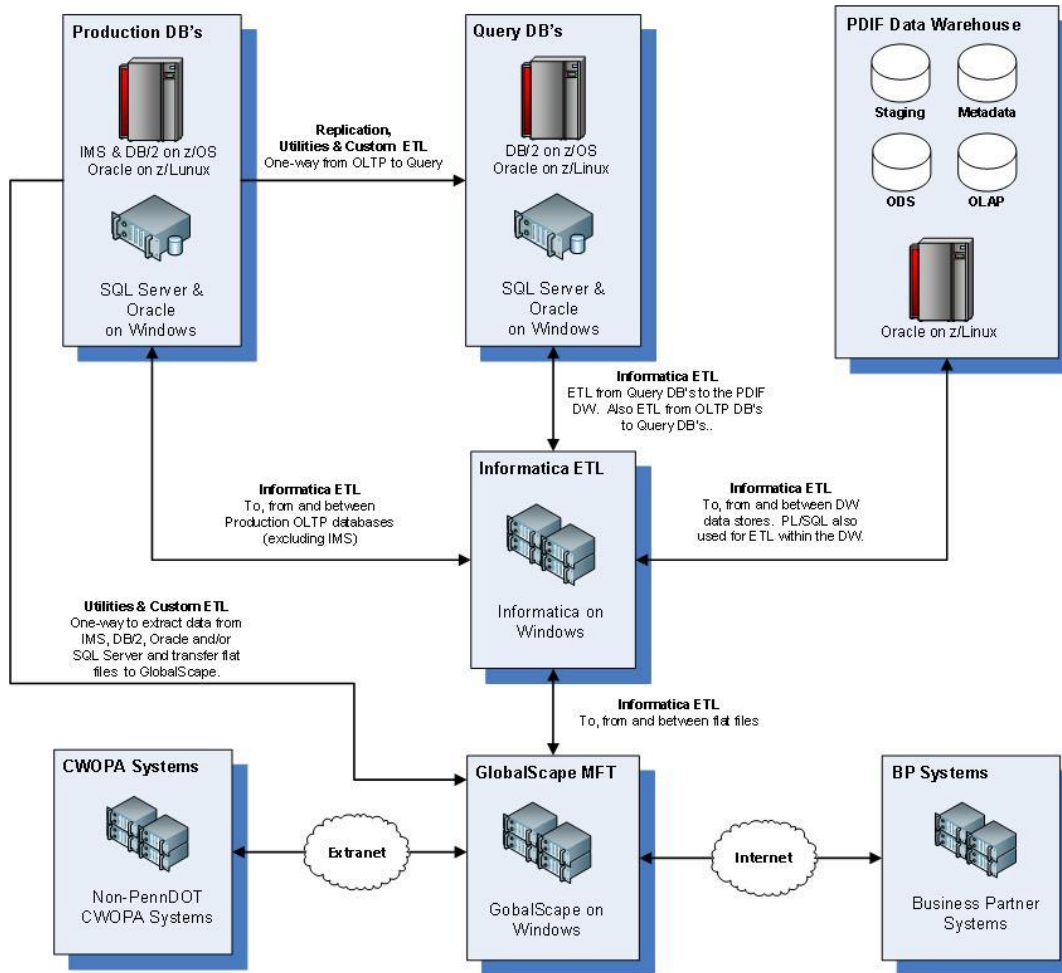 Production DB's
IMS & DB/2 on z/OS
Oracle on z/Lunux
SQL Server &
Oracle
on Windows
Replication,
Utilities & Custom ETL
One-way from OLTP to Query
Query DB's
DB/2 on z/OS
Oracle on z/Linux
SQL Server &
Oracle
on Windows
PDIF Data Warehouse
Staging
Metadata
ODS
OLAP
Oracle on z/Linux
Informatica ETL
ETL from Query DB's to the PDIF
DW. Also ETL from OLTP DB's
to Query DB's..
Informatica ETL
To, from and between
Production OLTP databases
(excluding IMS)
Informatica ETL
Informatica on
Windows
Informatica ETL
To, from and between DW
data stores. PL/SQL also
used for ETL within the DW.
Utilities & Custom ETL
One-way to extract data from
IMS, DB/2, Oracle and/or
SQL Server and transfer flat
files to GlobalScape.
Informatica ETL
To, from and between flat files
CWOPA Systems
Non-PennDOT
CWOPA Systems
Extranet
GlobalScape MFT
GobalScape on
Windows
Internet
BP Systems
Business Partner
Systems